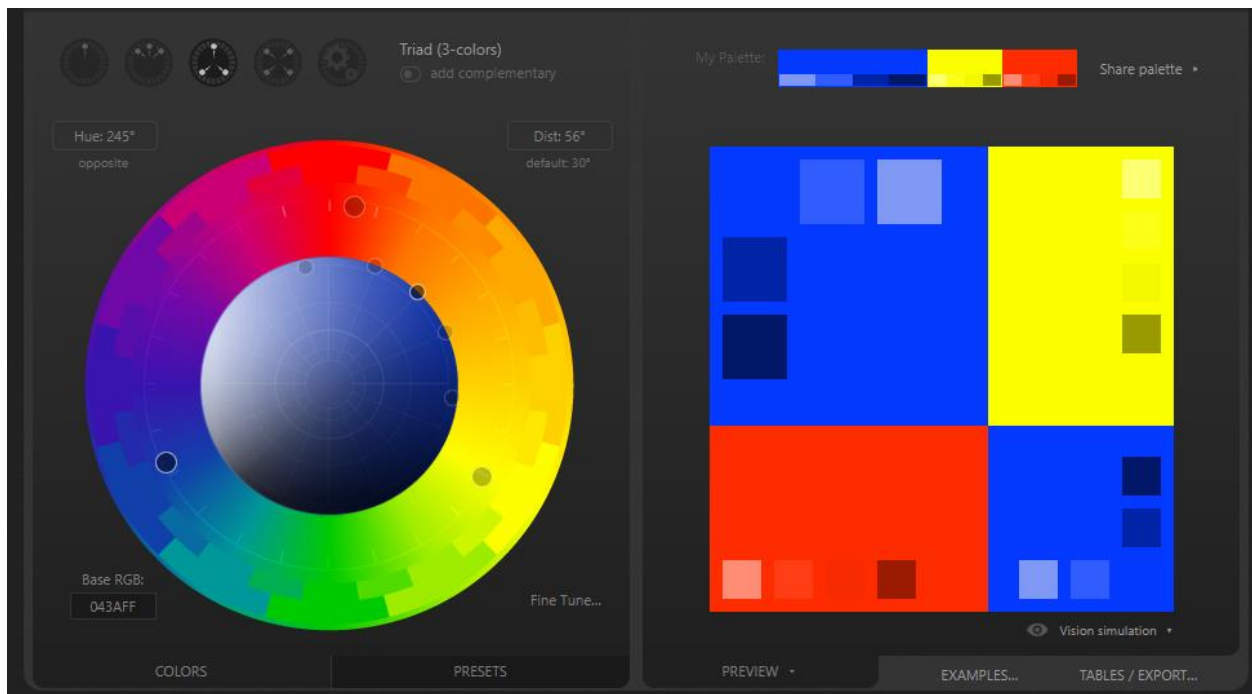 Triad (3-colors)
add complementary
Hue: 245°
opposite
Dist: 56°
default: 30°
Base RGB:
043AFF
Fine Tune...
COLORS
PRESETS
My Palette:
Share palette ▸
Vision simulation ▾
PREVIEW ▾
EXAMPLES...
TABLES / EXPORT...